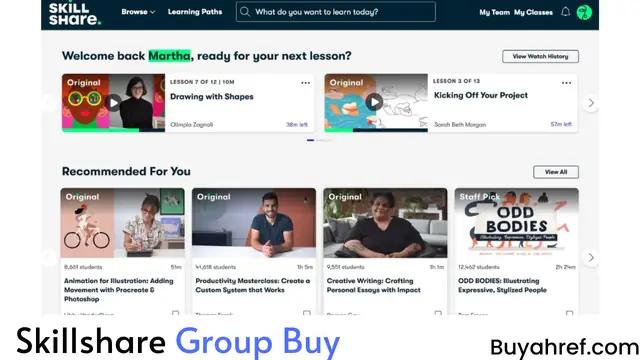 SKILL
SHARE.
Browse
Learning Paths
What do you want to learn today?
My Team
My Classes
Welcome back Martha, ready for your next lesson?
View Watch History
Original
LESSON 7 OF 12 | 10M
Drawing with Shapes
Olimpia Zagnoli
38m left
Original
LESSON 3 OF 13
Kicking Off Your Project
Sarah Beth Morgan
57m left
Recommended For You
View All
Original
8,651 students
51m
Animation for Illustration: Adding
Movement with Procreate &
Photoshop
Original
41,618 students
1h 5m
Productivity Masterclass: Create a
Custom System that Works
Original
9,551 students
1h 1m
Creative Writing: Crafting
Personal Essays with Impact
Staff Pick
ODD
BODIES
12,462 students
2h 24m
ODD BODIES: Illustrating
Expressive, Stylized People
Skillshare Group Buy
Buyahref.com